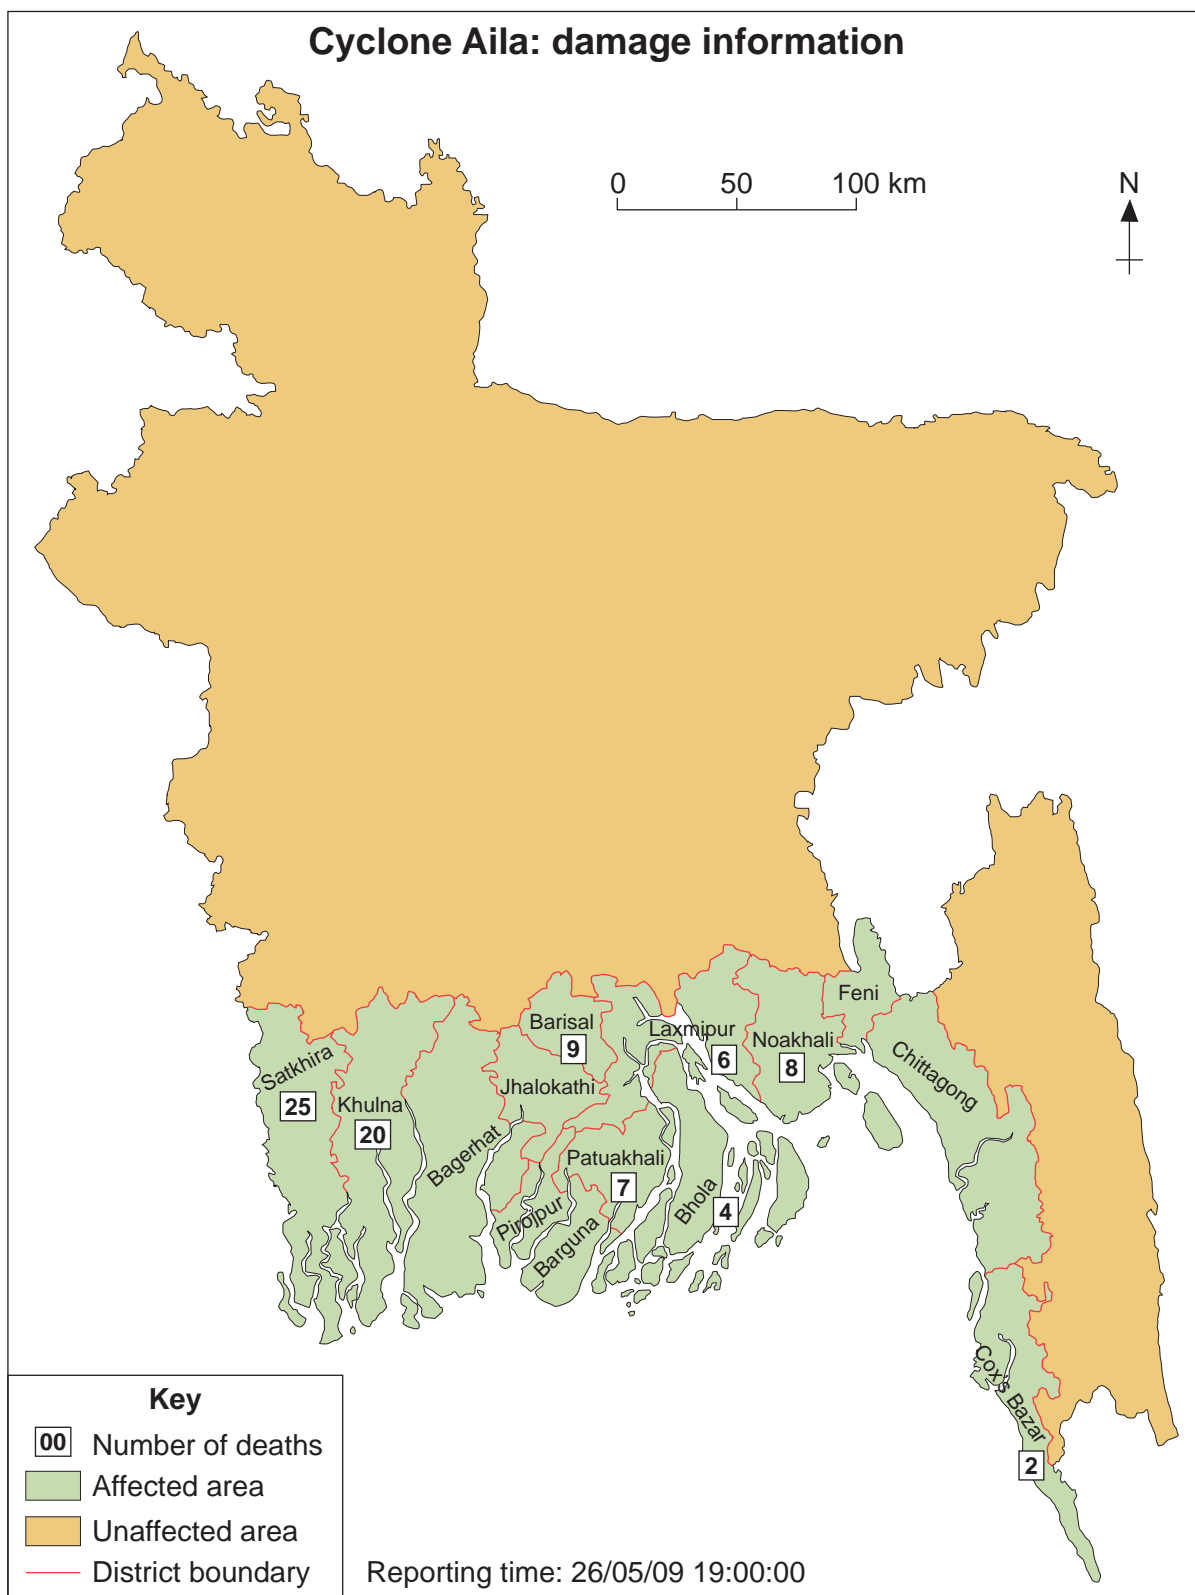 Cyclone Aila: damage information
0 50 100 km
N
Feni
Barisal
9
Laxmipur
6
Noakhali
8
Chittagong
Satkhira
25
Khulna
20
Jhalokathi
Bagerhat
Patuakhali
7
Bhola
4
Pirojpur
Barguna
Cox's Bazar
2
Key
00 Number of deaths
Affected area
Unaffected area
District boundary
Reporting time: 26/05/09 19:00:00